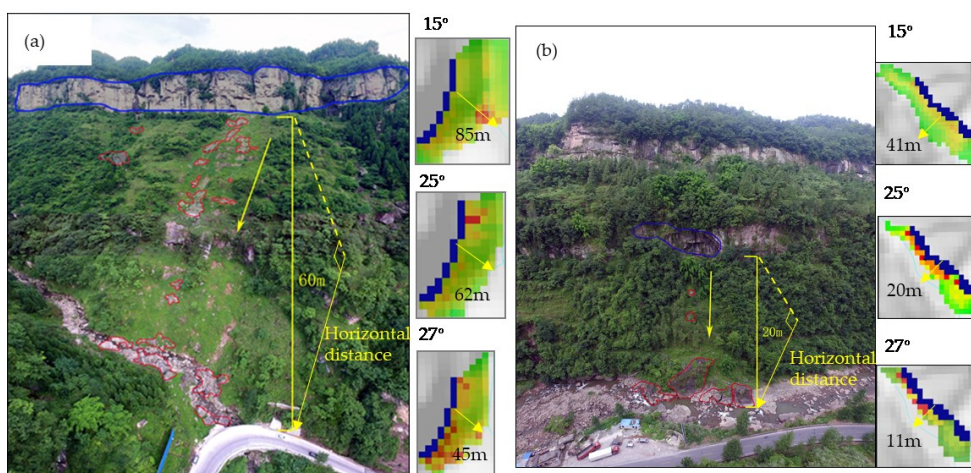 (a)
15°
85m
25°
62m
27°
45m
60m
Horizontal
distance
(b)
15°
41m
25°
20m
27°
11m
20m
Horizontal
distance